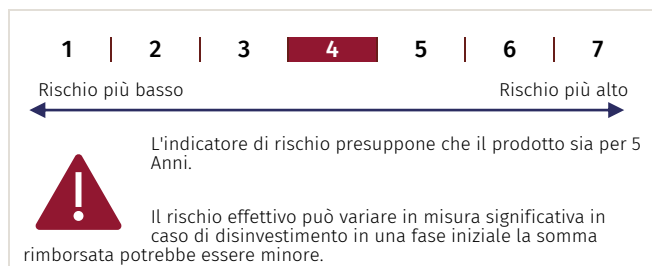 1 | 2 | 3 | 4 | 5 | 6 | 7
Rischio più basso Rischio più alto
L'indicatore di rischio presuppone che il prodotto sia per 5
Anni.
Il rischio effettivo può variare in misura significativa in
caso di disinvestimento in una fase iniziale la somma
rimborsata potrebbe essere minore.